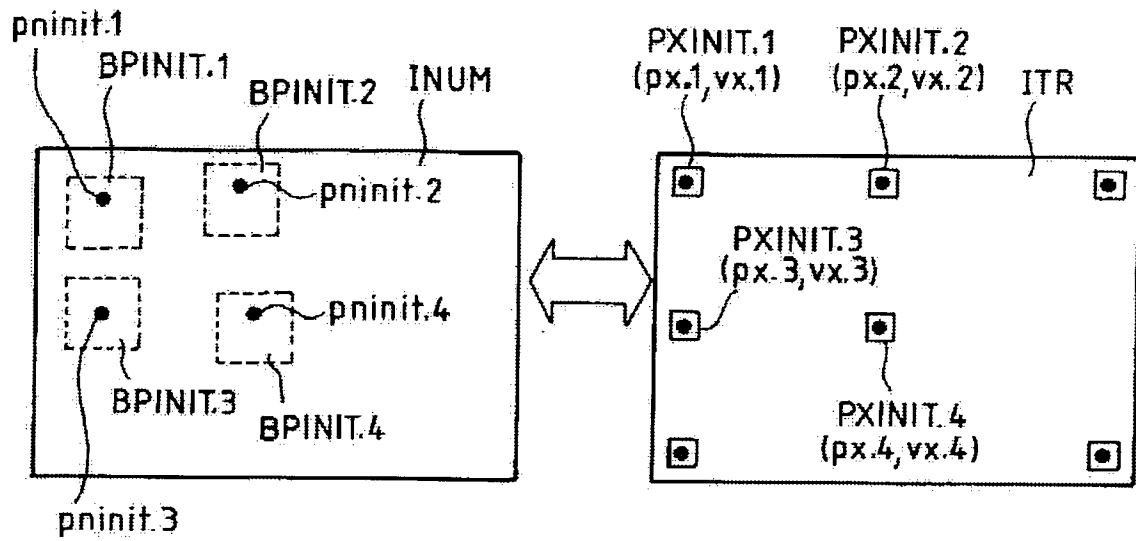 pninit.1
BPINIT.1
BPINIT.2
INUM
pninit.2
pninit.4
BPINIT.3
BPINIT.4
pninit.3
PXINIT.1
(px.1,vx.1)
PXINIT.2
(px.2,vx.2)
ITR
PXINIT.3
(px.3,vx.3)
PXINIT.4
(px.4,vx.4)